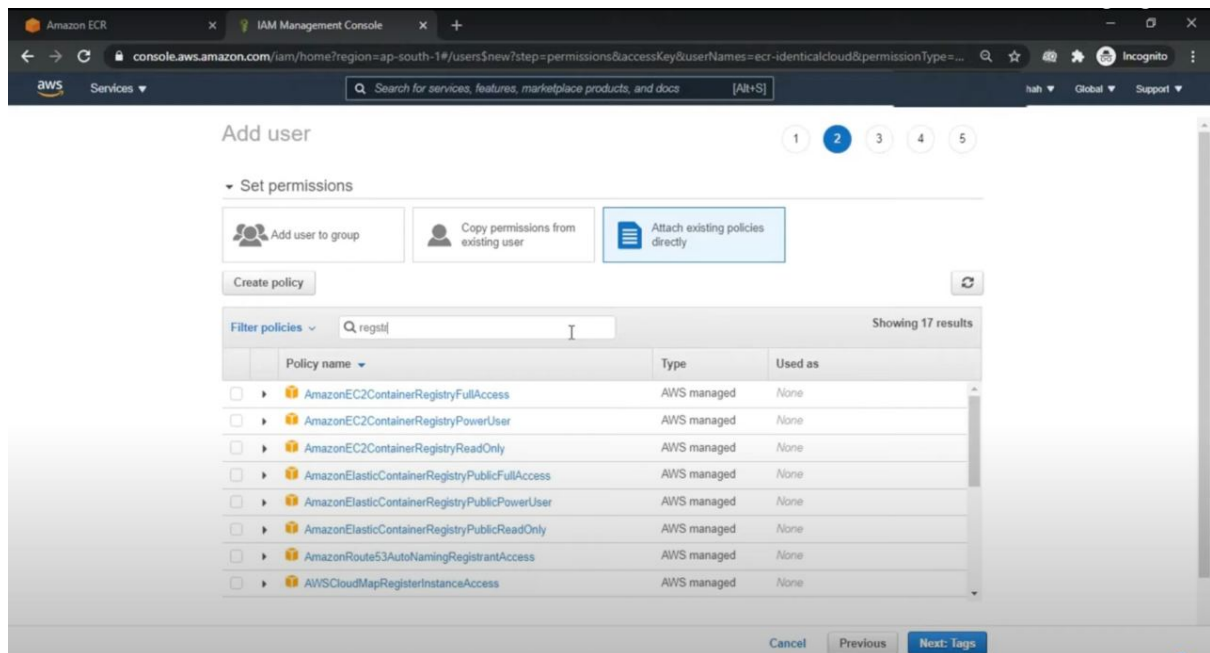 Amazon ECR
IAM Management Console
console.aws.amazon.com/iam/home?region=ap-south-1#/users$new?step=permissions&accessKey&userNames=ecr-identicalcloud&permissionType=...
Incognito
aws
Services
Search for services, features, marketplace products, and docs
[Alt+S]
hah
Global
Support
Add user
1
2
3
4
5
Set permissions
Add user to group
Copy permissions from
existing user
Attach existing policies
directly
Create policy
Filter policies
regstr
Showing 17 results
Policy name
Type
Used as
AmazonEC2ContainerRegistryFullAccess AWS managed None
AmazonEC2ContainerRegistryPowerUser AWS managed None
AmazonEC2ContainerRegistryReadOnly AWS managed None
AmazonElasticContainerRegistryPublicFullAccess AWS managed None
AmazonElasticContainerRegistryPublicPowerUser AWS managed None
AmazonElasticContainerRegistryPublicReadOnly AWS managed None
AmazonRoute53AutoNamingRegistrantAccess AWS managed None
AWSCloudMapRegisterInstanceAccess AWS managed None
Cancel
Previous
Next: Tags